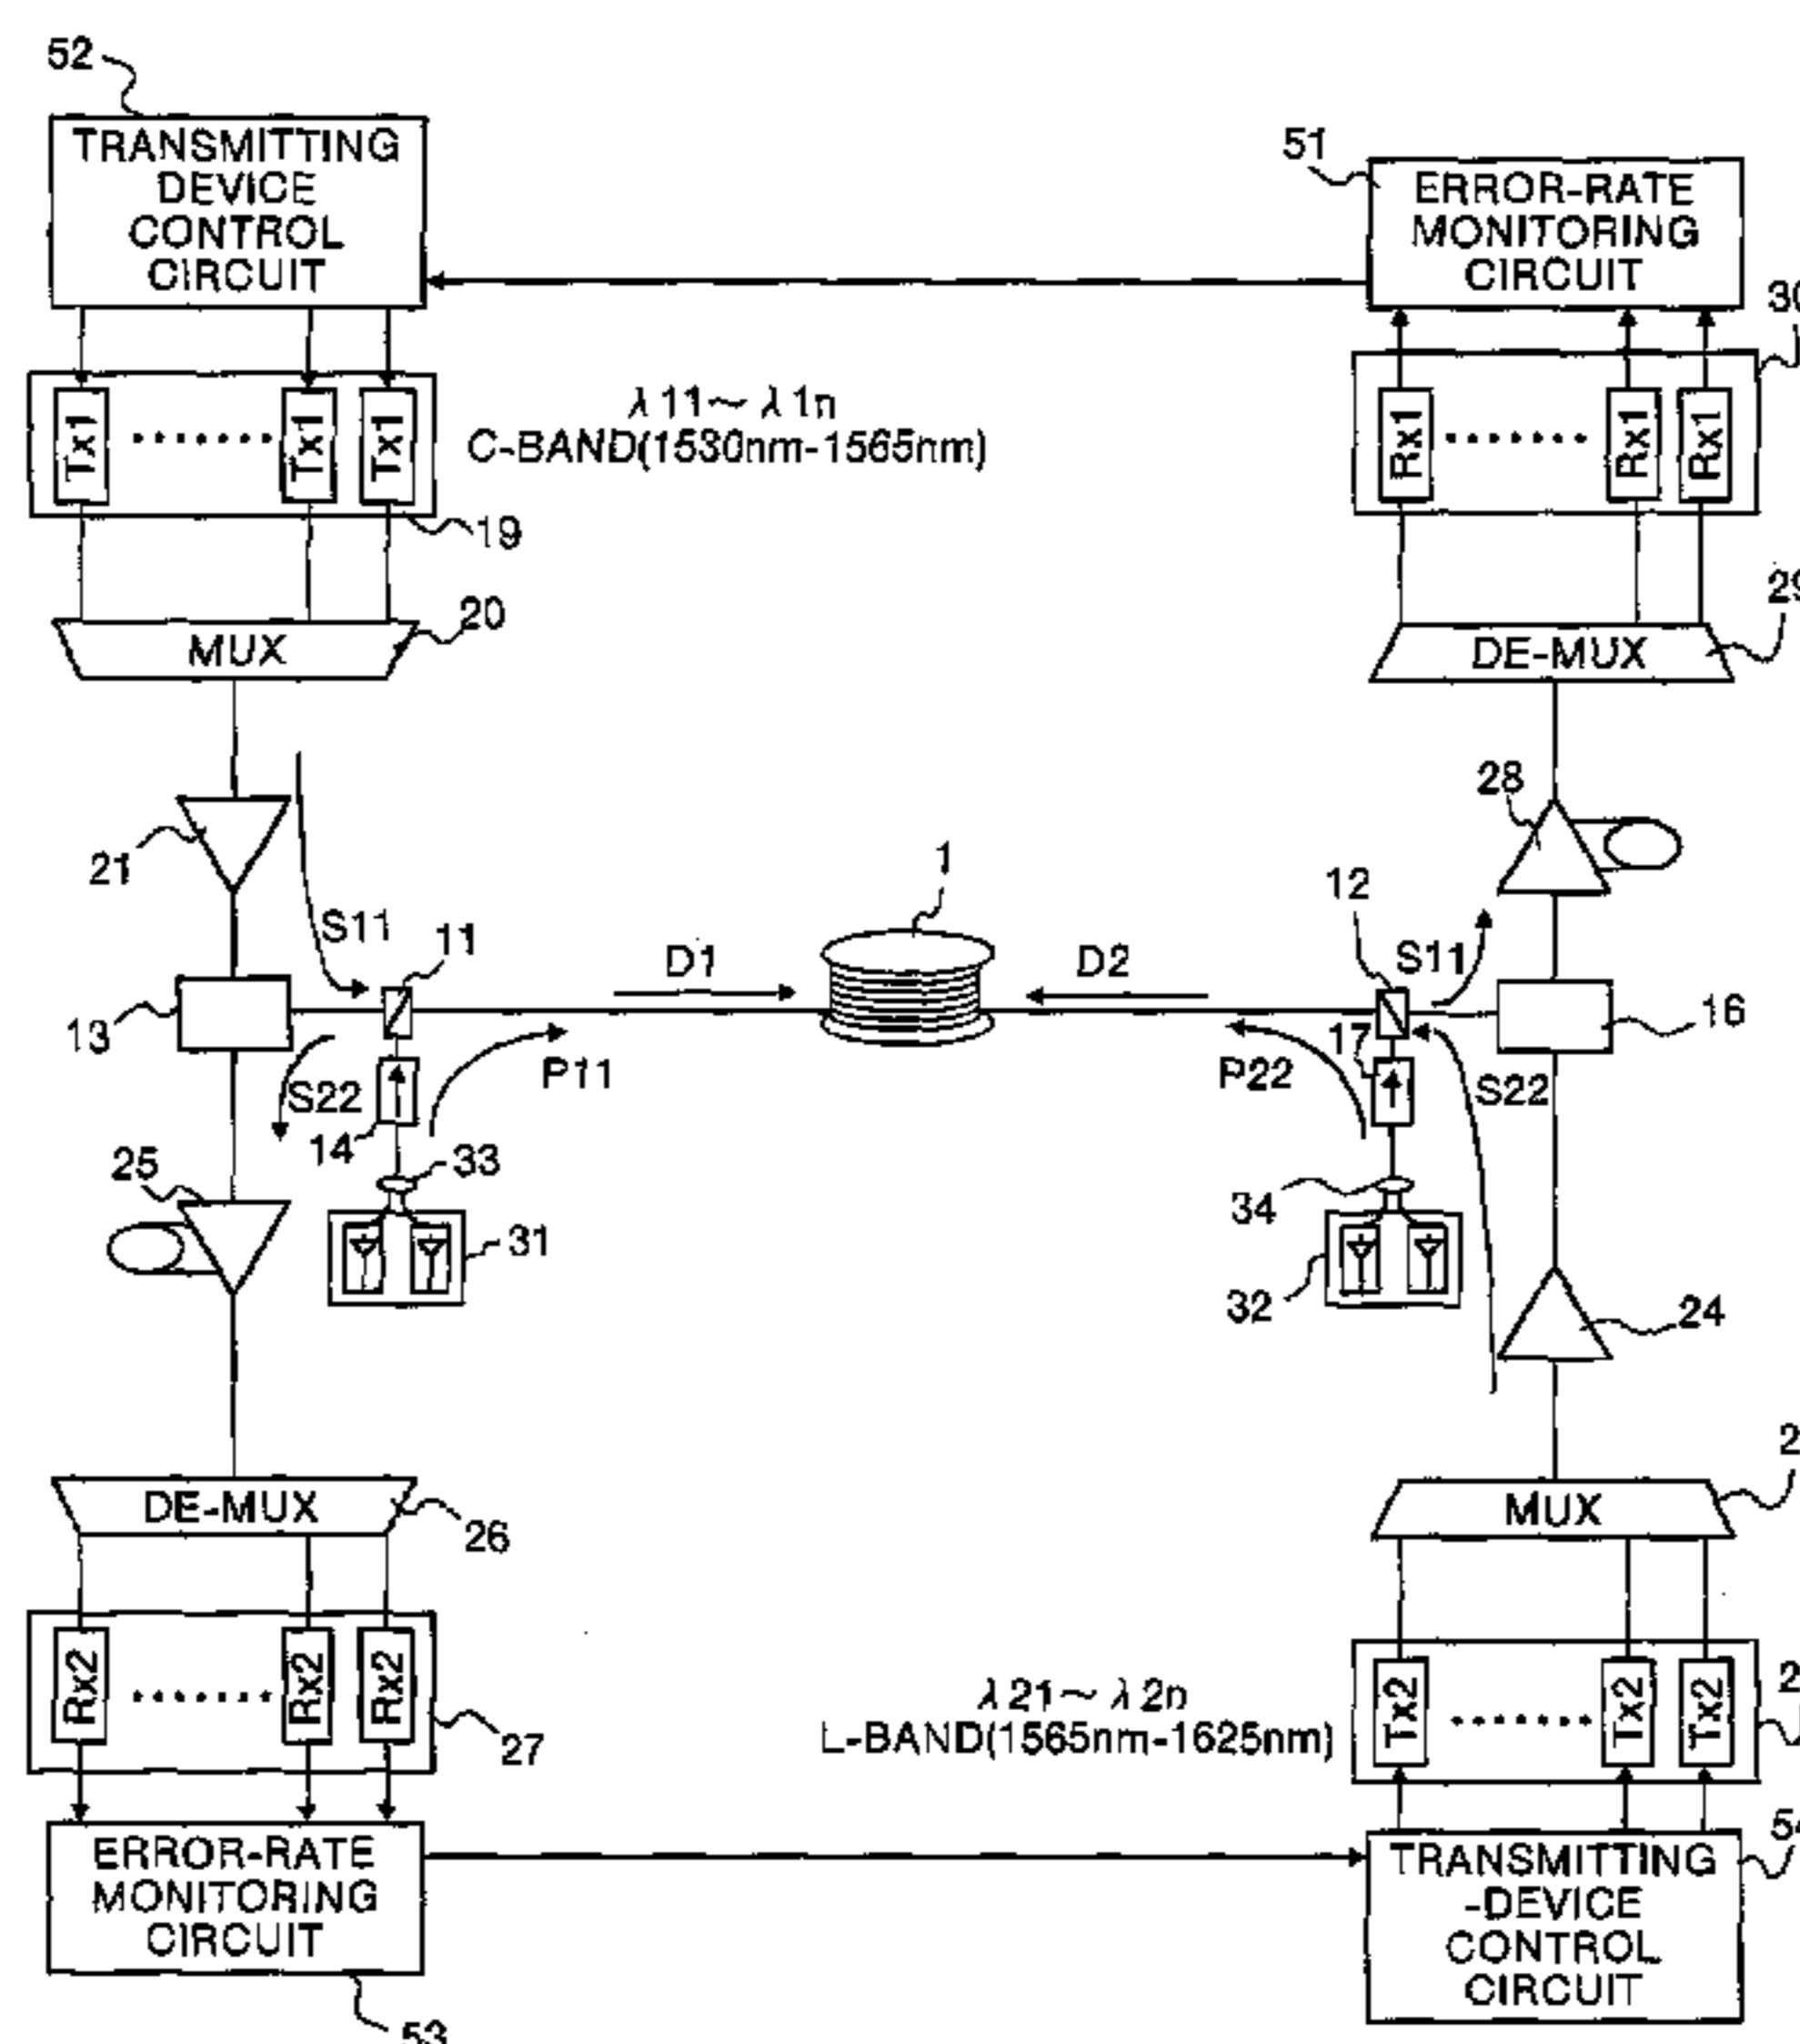 52
TRANSMITTING
DEVICE
CONTROL
CIRCUIT
51
ERROR-RATE
MONITORING
CIRCUIT
30
Tx1 ....... Tx1 Tx1
λ11~λ1n
C-BAND(1530nm-1565nm)
Rx1 ....... Rx1 Rx1
19
20
MUX
29
DE-MUX
21
28
1
12
S11
11
D1
D2
S11
13
16
17
S22
P11
P22
S22
14
25
33
34
31
32
24
DE-MUX
26
MUX
Rx2 ....... Rx2 Rx2
27
λ21~λ2n
L-BAND(1565nm-1625nm)
Tx2 ....... Tx2 Tx2
54
ERROR-RATE
MONITORING
CIRCUIT
TRANSMITTING
-DEVICE
CONTROL
CIRCUIT
53